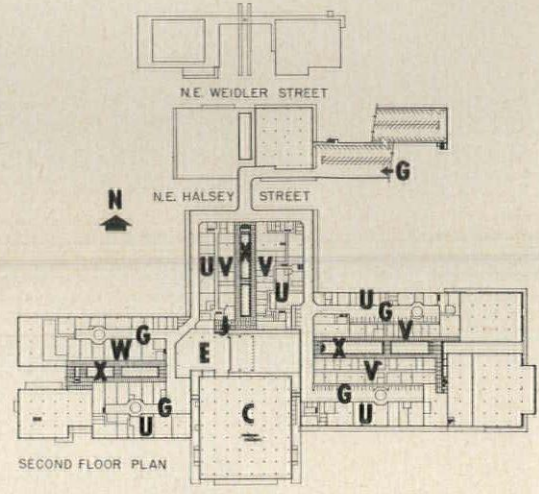 N.E. WEIDLER STREET
G
N.E. HALSEY STREET
N
X
U V V
U
U
G
G V
W E X
X V
G G
U C U
SECOND FLOOR PLAN